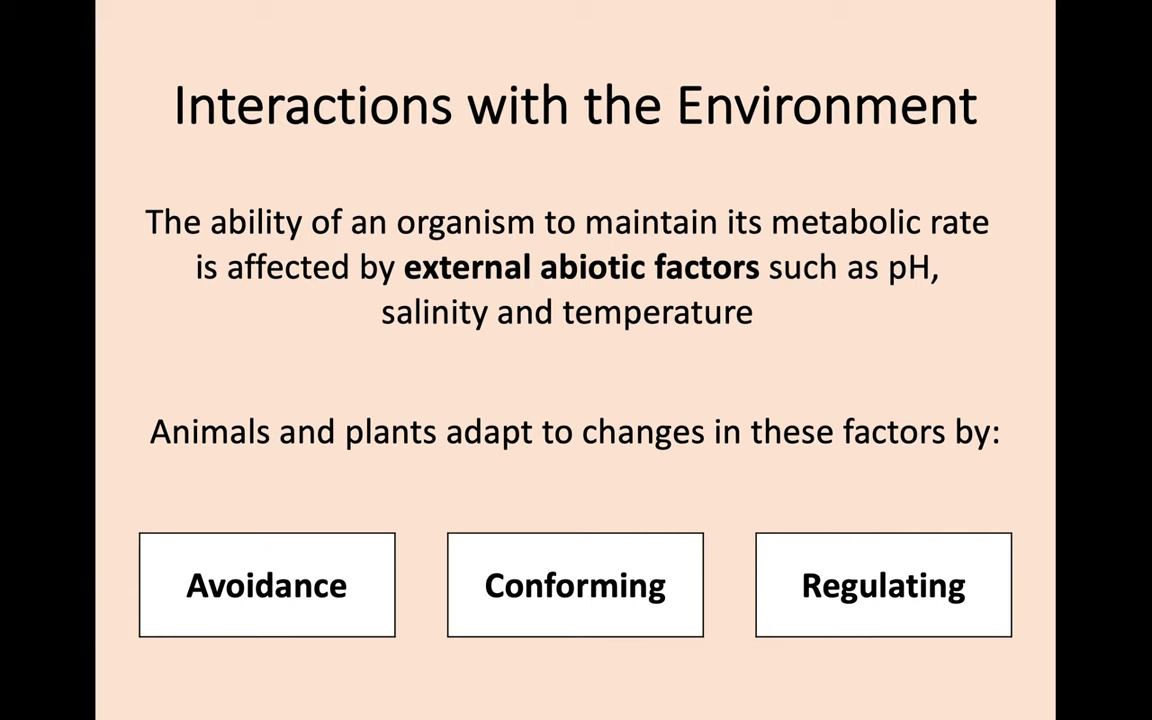 Interactions with the Environment
The ability of an organism to maintain its metabolic rate
is affected by external abiotic factors such as pH,
salinity and temperature
Animals and plants adapt to changes in these factors by:
Avoidance
Conforming
Regulating